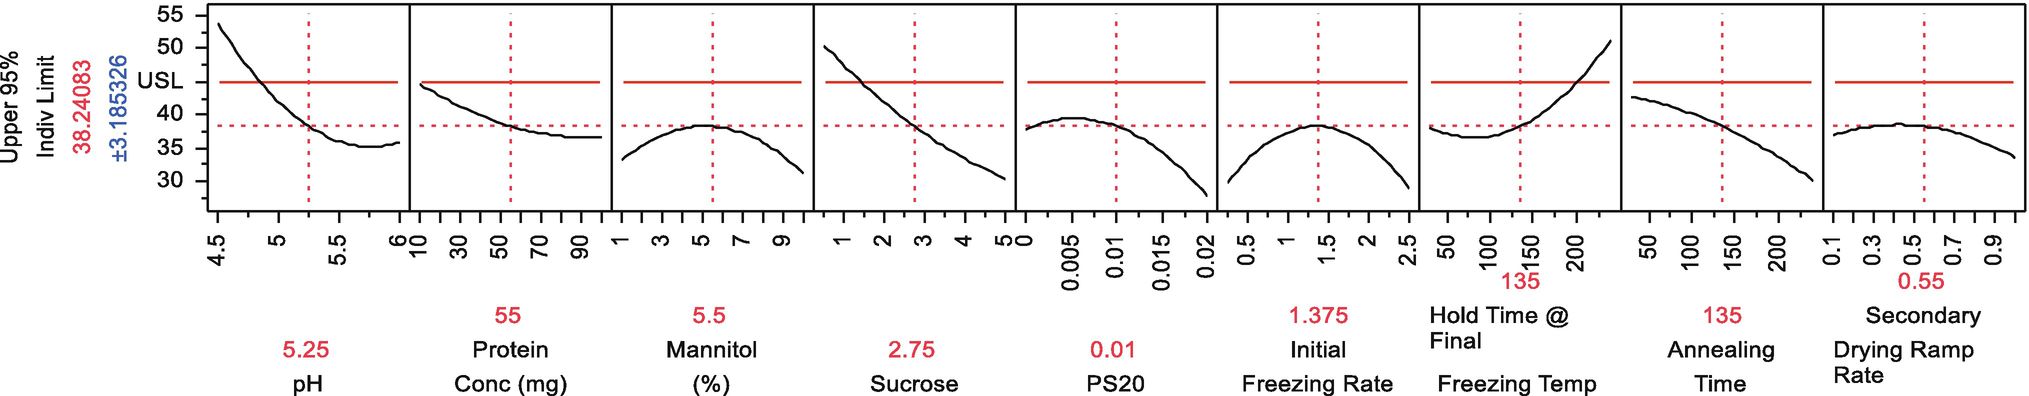 Upper 95%
Indiv Limit
38.24083
±3.185326
55
50
USL
40
35
30
4.5 5 5.5 6
10 30 50 70 90
1 3 5 7 9
1 2 3 4 5
0 0.005 0.01 0.015 0.02
0.5 1 1.5 2 2.5
50 100 150 200
50 100 150 200
0.1 0.3 0.5 0.7 0.9
5.25
pH
55
Protein
Conc (mg)
5.5
Mannitol
(%)
2.75
Sucrose
0.01
PS20
1.375
Initial
Freezing Rate
135
Hold Time @
Final
Freezing Temp
135
Annealing
Time
0.55
Secondary
Drying Ramp
Rate